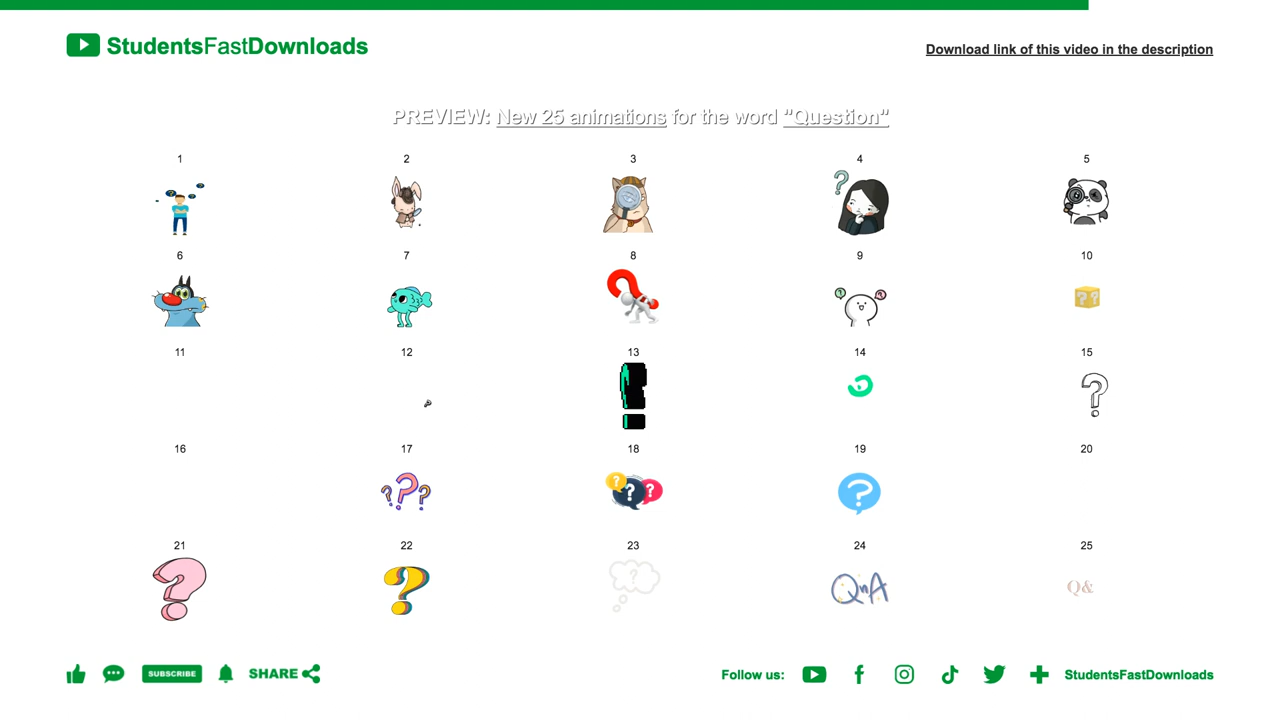 StudentsFastDownloads
Download link of this video in the description
PREVIEW: New 25 animations for the word "Question"
1 2 3 4 5
?
6 7 8 9 10
? ? ? ?
11 12 13 14 15
?
16 17 18 19 20
? ? ? ? ? ? ?
21 22 23 24 25
? ? ? QnA Q&
SUBSCRIBE SHARE Follow us: StudentsFastDownloads